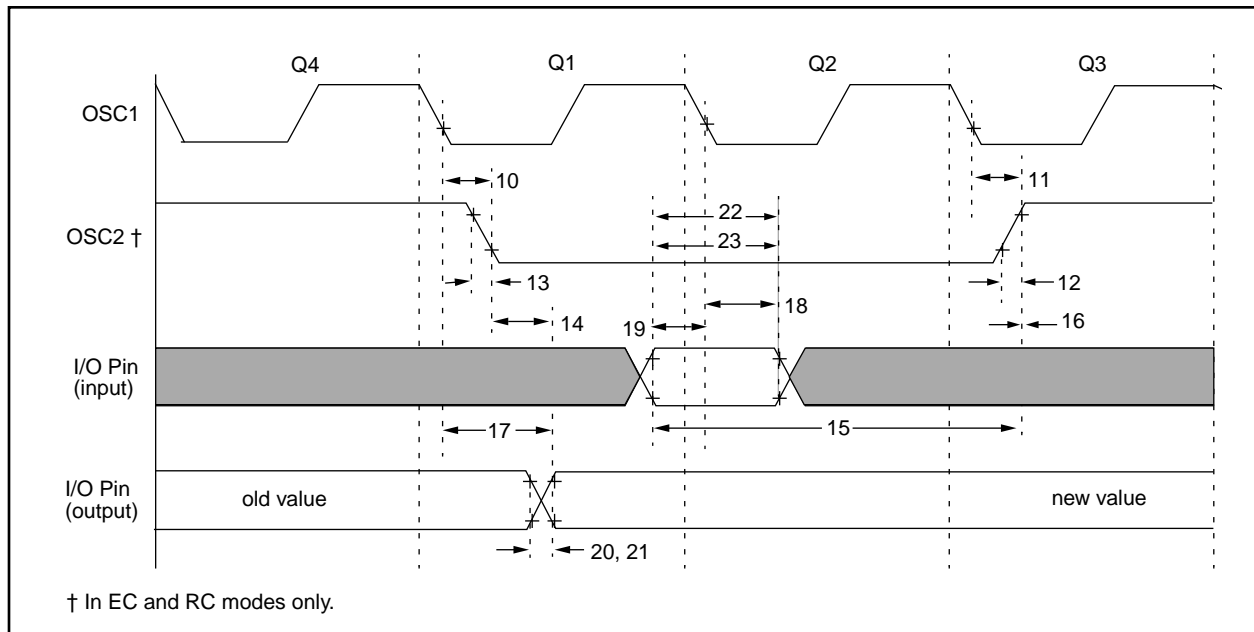 Q4 Q1 Q2 Q3
OSC1
10 11
22
OSC2 †
23
13 12
18
14 19 16
I/O Pin
(input)
17 15
I/O Pin
(output)
old value new value
20, 21
† In EC and RC modes only.